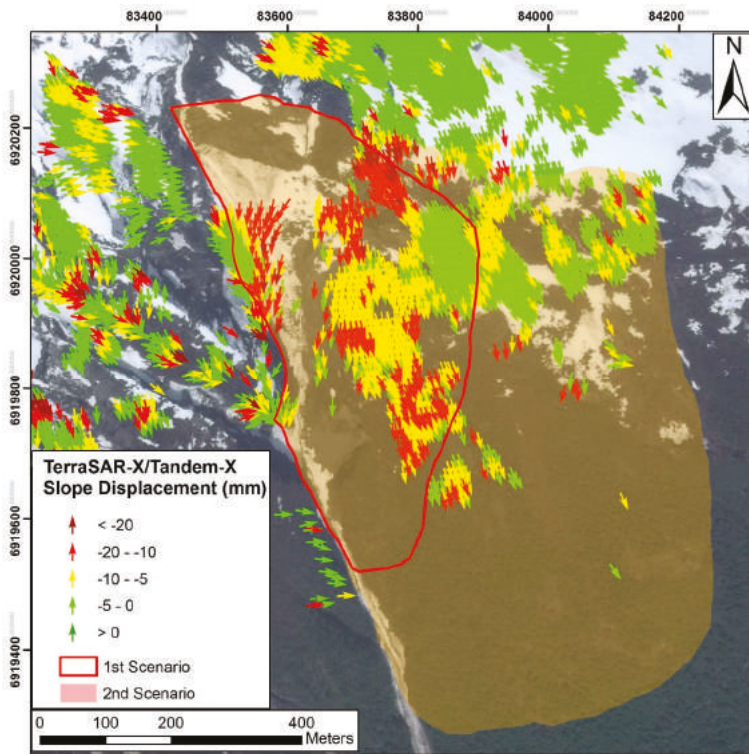 83400 83600 83800 84000 84200
N
6920200
6920000
6919800
6919600
6919400
TerraSAR-X/Tandem-X
Slope Displacement (mm)
< -20
-20 - -10
-10 - -5
-5 - 0
> 0
1st Scenario
2nd Scenario
0 100 200 400
Meters